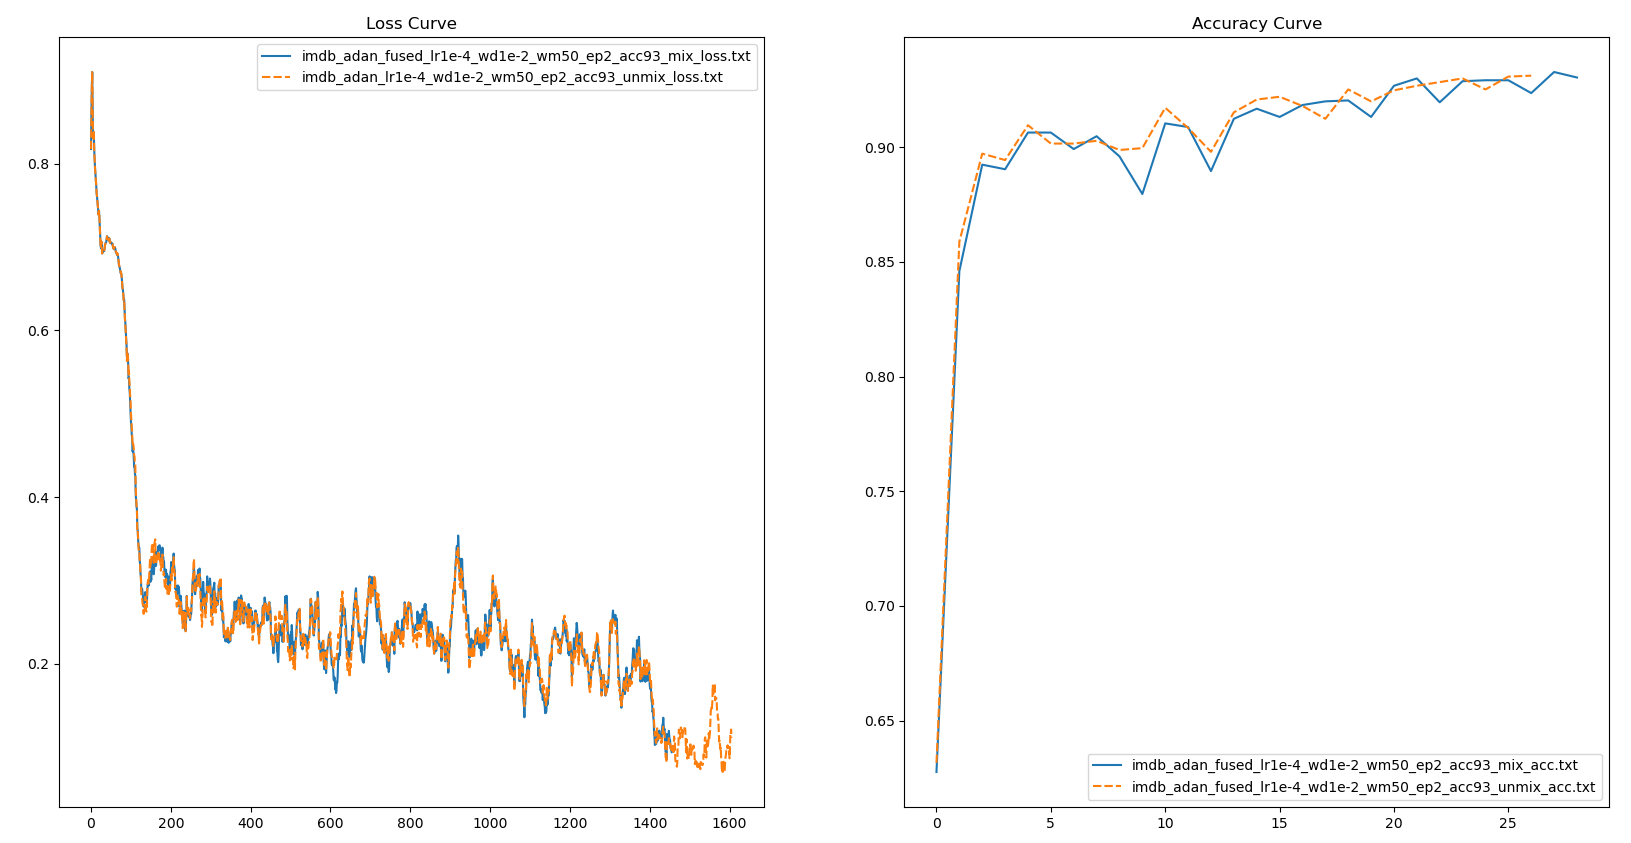 Loss Curve
imdb_adan_fused_lr1e-4_wd1e-2_wm50_ep2_acc93_mix_loss.txt
imdb_adan_lr1e-4_wd1e-2_wm50_ep2_acc93_unmix_loss.txt
0.8
0.6
0.4
0.2
0 200 400 600 800 1000 1200 1400 1600
Accuracy Curve
0.90
0.85
0.80
0.75
0.70
0.65
imdb_adan_fused_lr1e-4_wd1e-2_wm50_ep2_acc93_mix_acc.txt
imdb_adan_fused_lr1e-4_wd1e-2_wm50_ep2_acc93_unmix_acc.txt
0 5 10 15 20 25